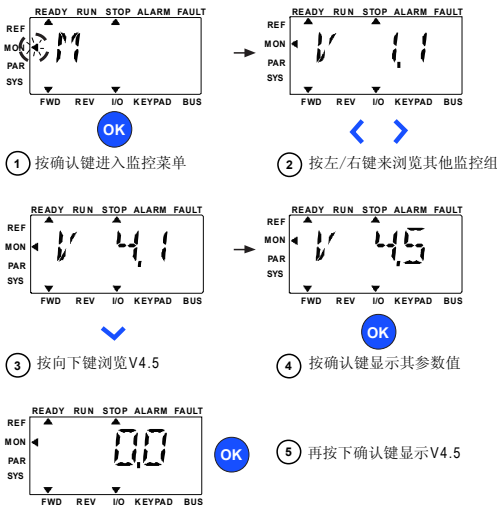 READY RUN STOP ALARM FAULT
REF
MON
PAR
SYS
M
FWD REV I/O KEYPAD BUS
OK
1 按确认键进入监控菜单
READY RUN STOP ALARM FAULT
REF
MON
PAR
SYS
V 1.1
FWD REV I/O KEYPAD BUS
2 按左/右键来浏览其他监控组
READY RUN STOP ALARM FAULT
REF
MON
PAR
SYS
V 4.1
FWD REV I/O KEYPAD BUS
3 按向下键浏览V4.5
READY RUN STOP ALARM FAULT
REF
MON
PAR
SYS
V 4.5
FWD REV I/O KEYPAD BUS
OK
4 按确认键显示其参数值
READY RUN STOP ALARM FAULT
REF
MON
PAR
SYS
0.0
FWD REV I/O KEYPAD BUS
OK
5 再按下确认键显示V4.5